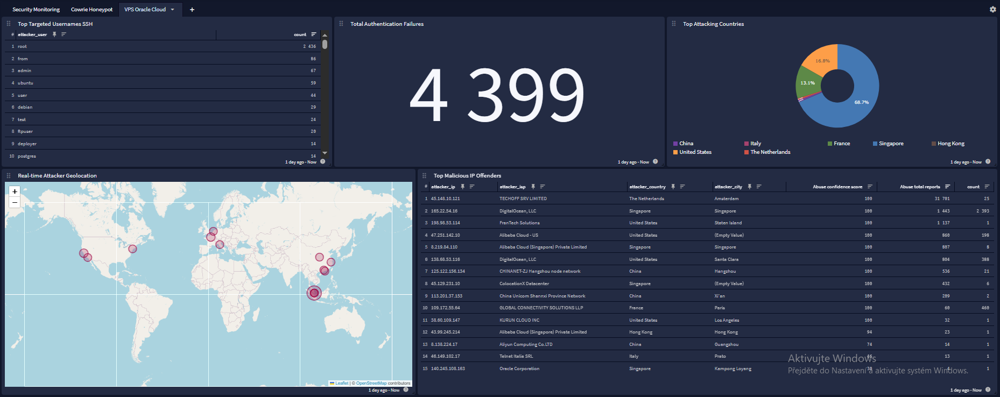 Security Monitoring Cowrie Honeypot VPS Oracle Cloud +
Top Targeted Usernames SSH
# attacker_user count
1 root 2 436
2 from 86
3 admin 67
4 ubuntu 59
5 user 44
6 debian 29
7 test 24
8 ftpuser 20
9 deployer 14
10 postgres 14
1 day ago - Now
Total Authentication Failures
4 399
1 day ago - Now
Top Attacking Countries
16.8%
13.1%
68.7%
China Italy France Singapore Hong Kong
United States The Netherlands
1 day ago - Now
Real-time Attacker Geolocation
+
−
Leaflet | © OpenStreetMap contributors
1 day ago - Now
Top Malicious IP Offenders
# attacker_ip attacker_isp attacker_country attacker_city Abuse confidence score Abuse total reports count
1 45.148.10.121 TECHOFF SRV LIMITED The Netherlands Amsterdam 100 31 701 25
2 165.22.54.16 DigitalOcean, LLC Singapore Singapore 100 1 443 2 393
3 198.98.53.114 FranTech Solutions United States Staten Island 100 1 137 1
4 47.251.142.10 Alibaba Cloud - US United States (Empty Value) 100 860 198
5 8.219.84.110 Alibaba Cloud (Singapore) Private Limited Singapore Singapore 100 807 8
6 138.68.53.116 DigitalOcean, LLC United States Santa Clara 100 804 388
7 125.122.156.134 CHINANET-ZJ Hangzhou node network China Hangzhou 100 536 21
8 45.129.231.10 ColocationX Datacenter Singapore (Empty Value) 100 432 6
9 113.201.37.153 China Unicom Shannxi Province Network China Xi'an 100 209 2
10 109.172.55.64 GLOBAL CONNECTIVITY SOLUTIONS LLP France Paris 100 60 460
11 38.60.109.147 KURUN CLOUD INC United States Los Angeles 100 32 1
12 43.99.245.214 Alibaba Cloud (Singapore) Private Limited Hong Kong Hong Kong 94 23 1
13 8.138.224.17 Aliyun Computing Co.LTD China Guangzhou 74 14 1
14 46.149.102.17 Telnet Italia SRL Italy Prato 46 13 1
15 140.245.108.163 Oracle Corporation Singapore Kampong Loyang 30 4 1
Aktivujte Windows
Přejděte do Nastavení a aktivujte systém Windows.
1 day ago - Now